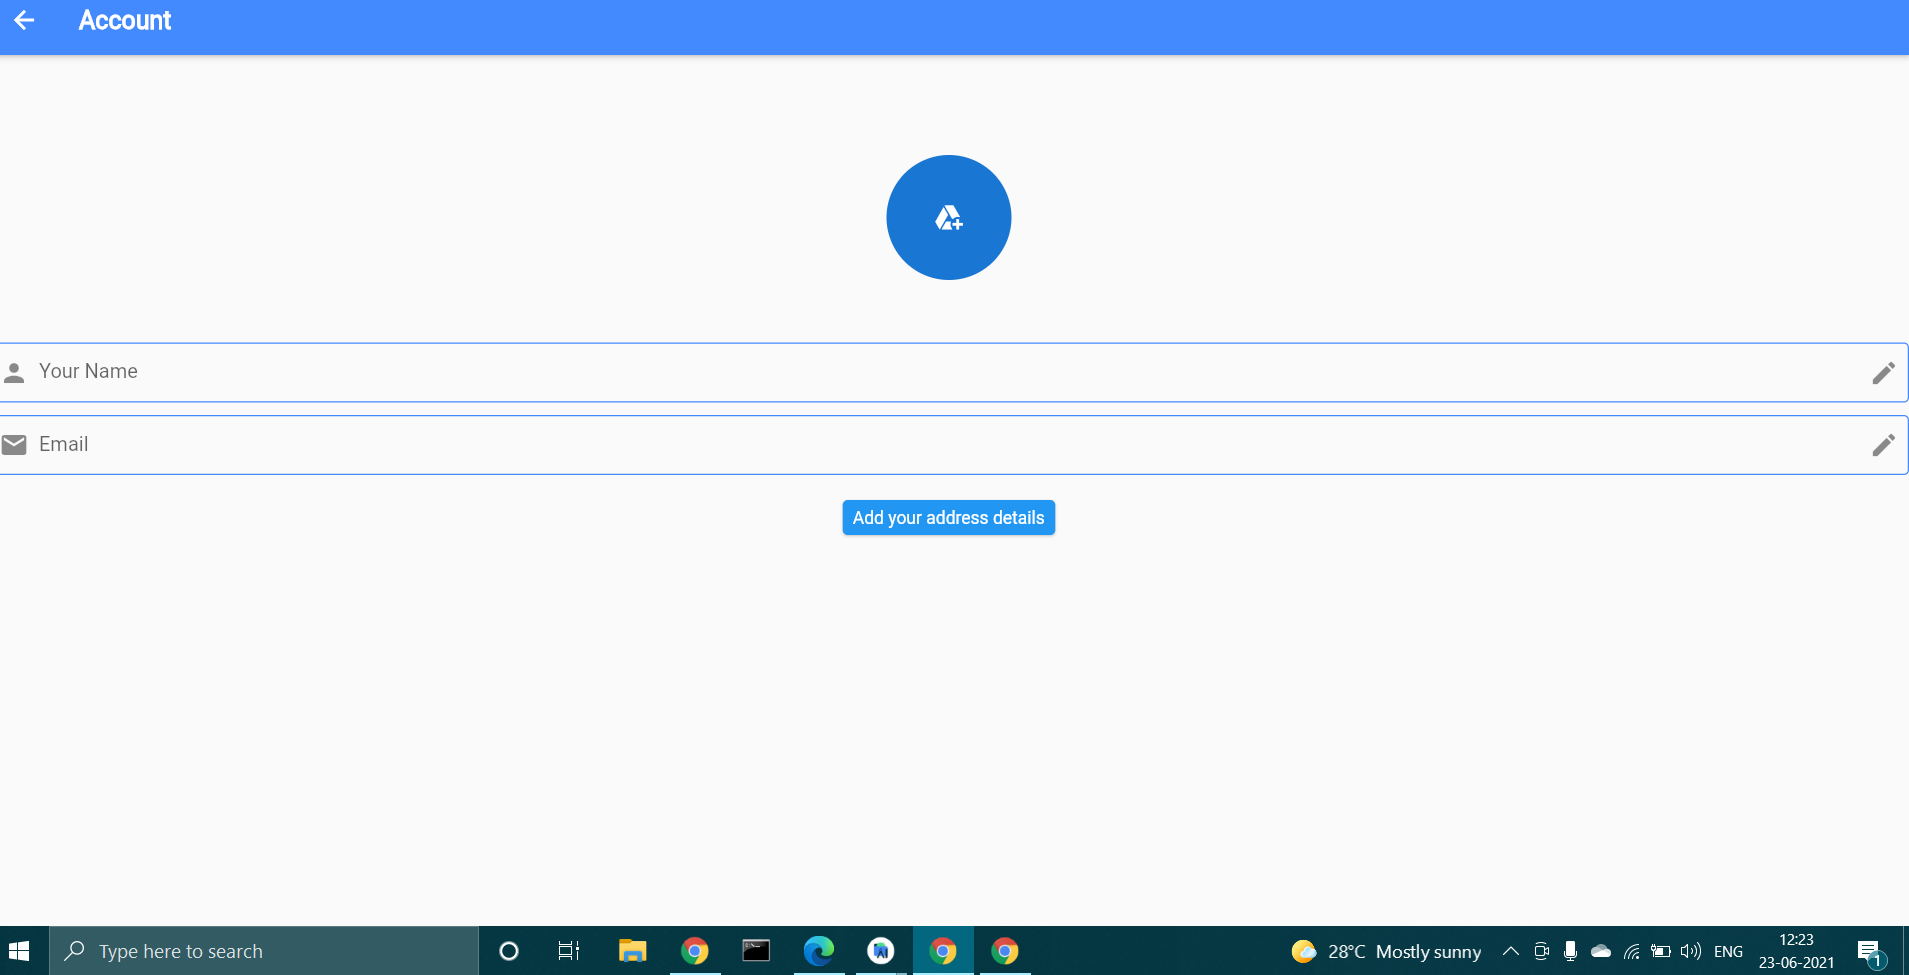 Account
Your Name
Email
Add your address details
Type here to search
28°C Mostly sunny
ENG
12:23
23-06-2021
1